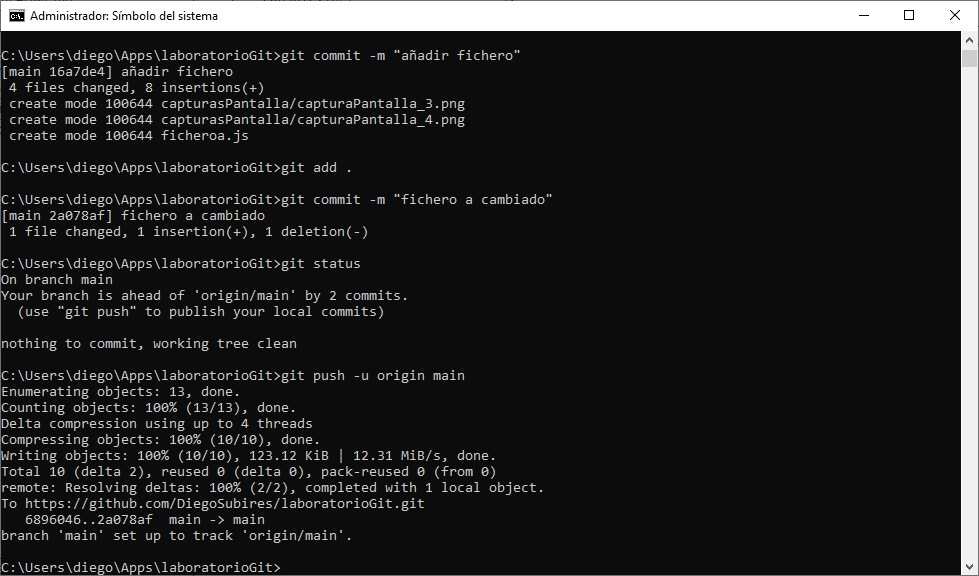 Administrador: Símbolo del sistema
C:\Users\diego\Apps\laboratorioGit>git commit -m "añadir fichero"
[main 16a7de4] añadir fichero
 4 files changed, 8 insertions(+)
 create mode 100644 capturasPantalla/capturaPantalla_3.png
 create mode 100644 capturasPantalla/capturaPantalla_4.png
 create mode 100644 ficheroa.js
C:\Users\diego\Apps\laboratorioGit>git add .
C:\Users\diego\Apps\laboratorioGit>git commit -m "fichero a cambiado"
[main 2a078af] fichero a cambiado
 1 file changed, 1 insertion(+), 1 deletion(-)
C:\Users\diego\Apps\laboratorioGit>git status
On branch main
Your branch is ahead of 'origin/main' by 2 commits.
  (use "git push" to publish your local commits)
nothing to commit, working tree clean
C:\Users\diego\Apps\laboratorioGit>git push -u origin main
Enumerating objects: 13, done.
Counting objects: 100% (13/13), done.
Delta compression using up to 4 threads
Compressing objects: 100% (10/10), done.
Writing objects: 100% (10/10), 123.12 KiB | 12.31 MiB/s, done.
Total 10 (delta 2), reused 0 (delta 0), pack-reused 0 (from 0)
remote: Resolving deltas: 100% (2/2), completed with 1 local object.
To https://github.com/DiegoSubires/laboratorioGit.git
   6896046..2a078af  main -> main
branch 'main' set up to track 'origin/main'.
C:\Users\diego\Apps\laboratorioGit>